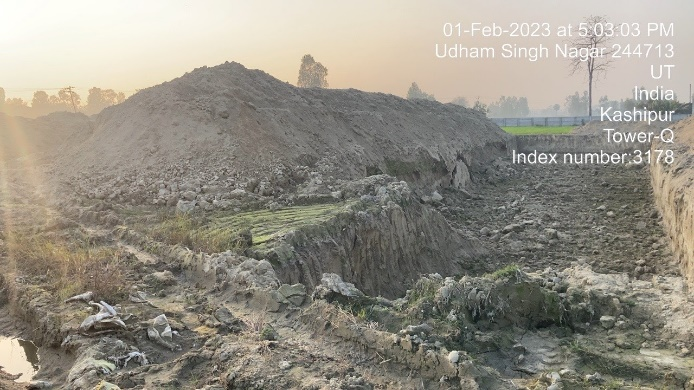 01-Feb-2023 at 5:03:03 PM
Udham Singh Nagar 244713
UT
India
Kashipur
Tower-Q
Index number:3178